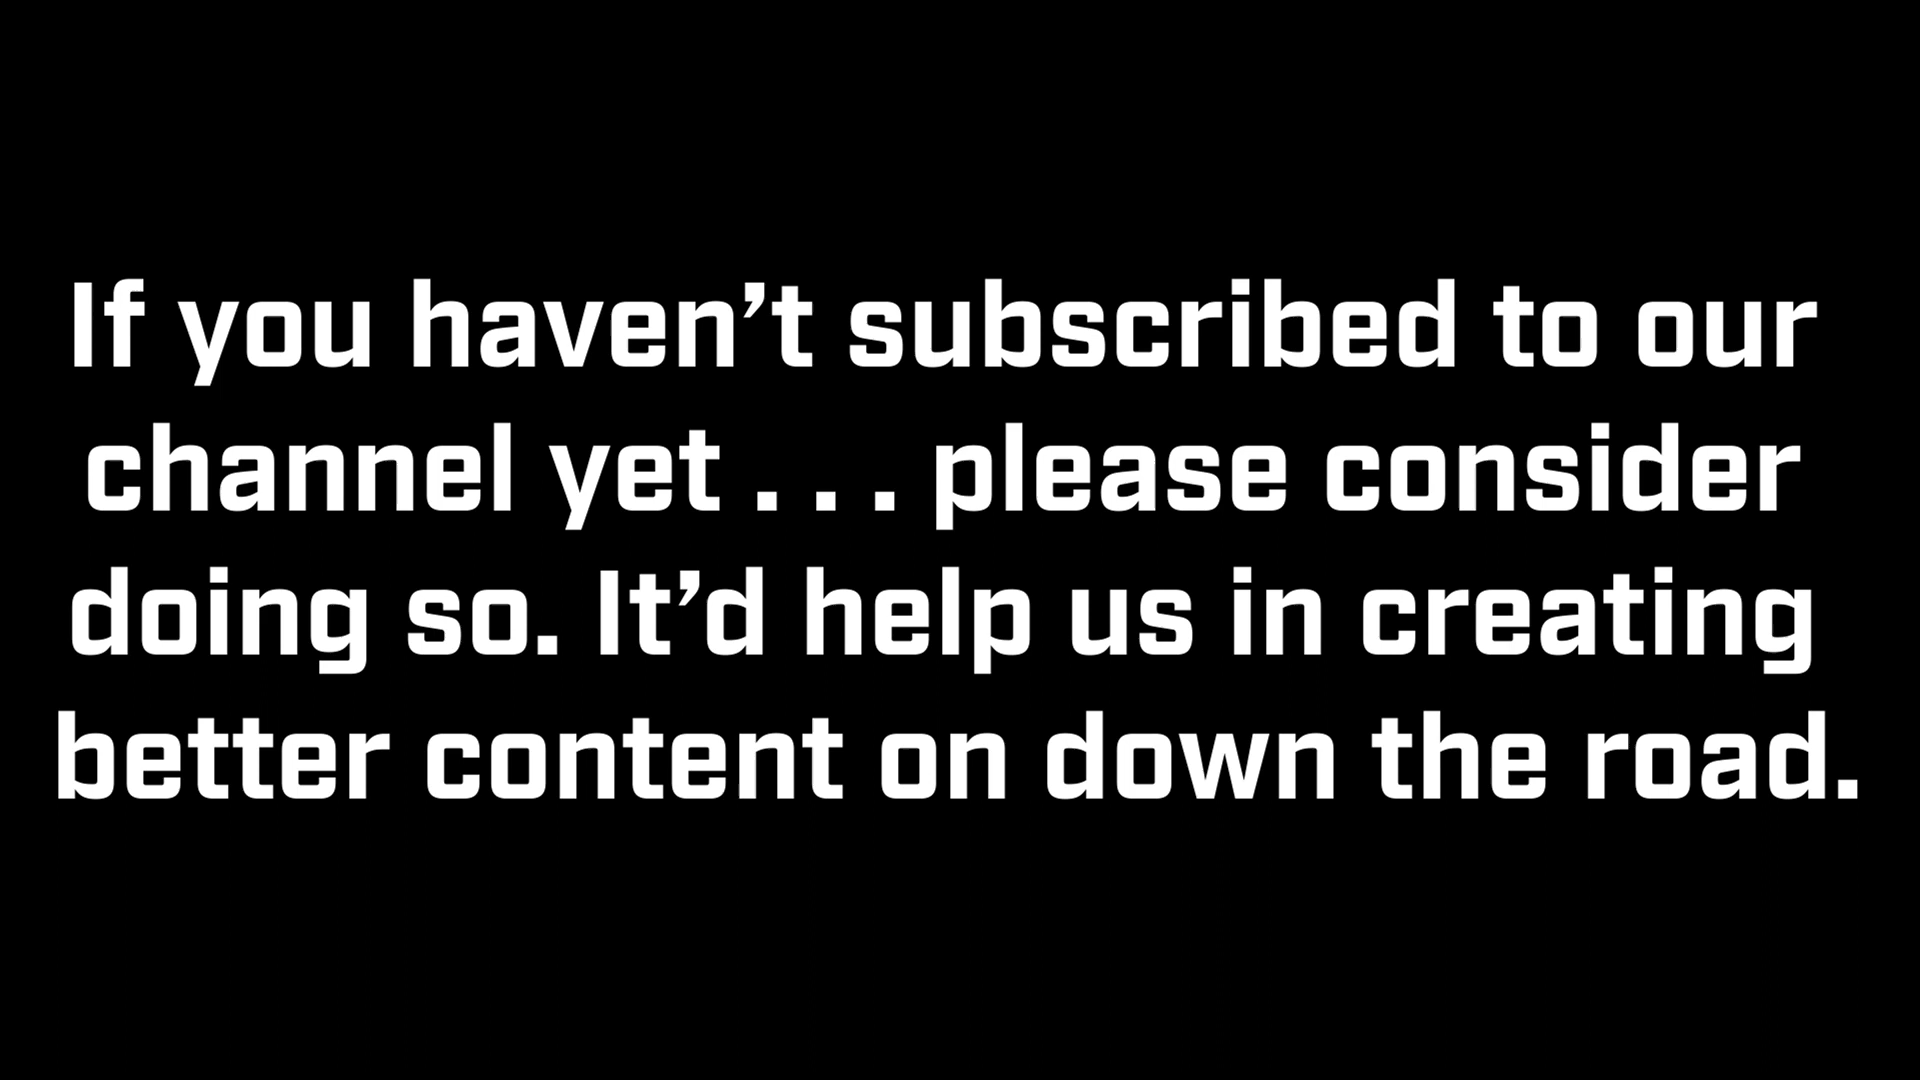 If you haven’t subscribed to our
channel yet . . . please consider
doing so. It’d help us in creating
better content on down the road.